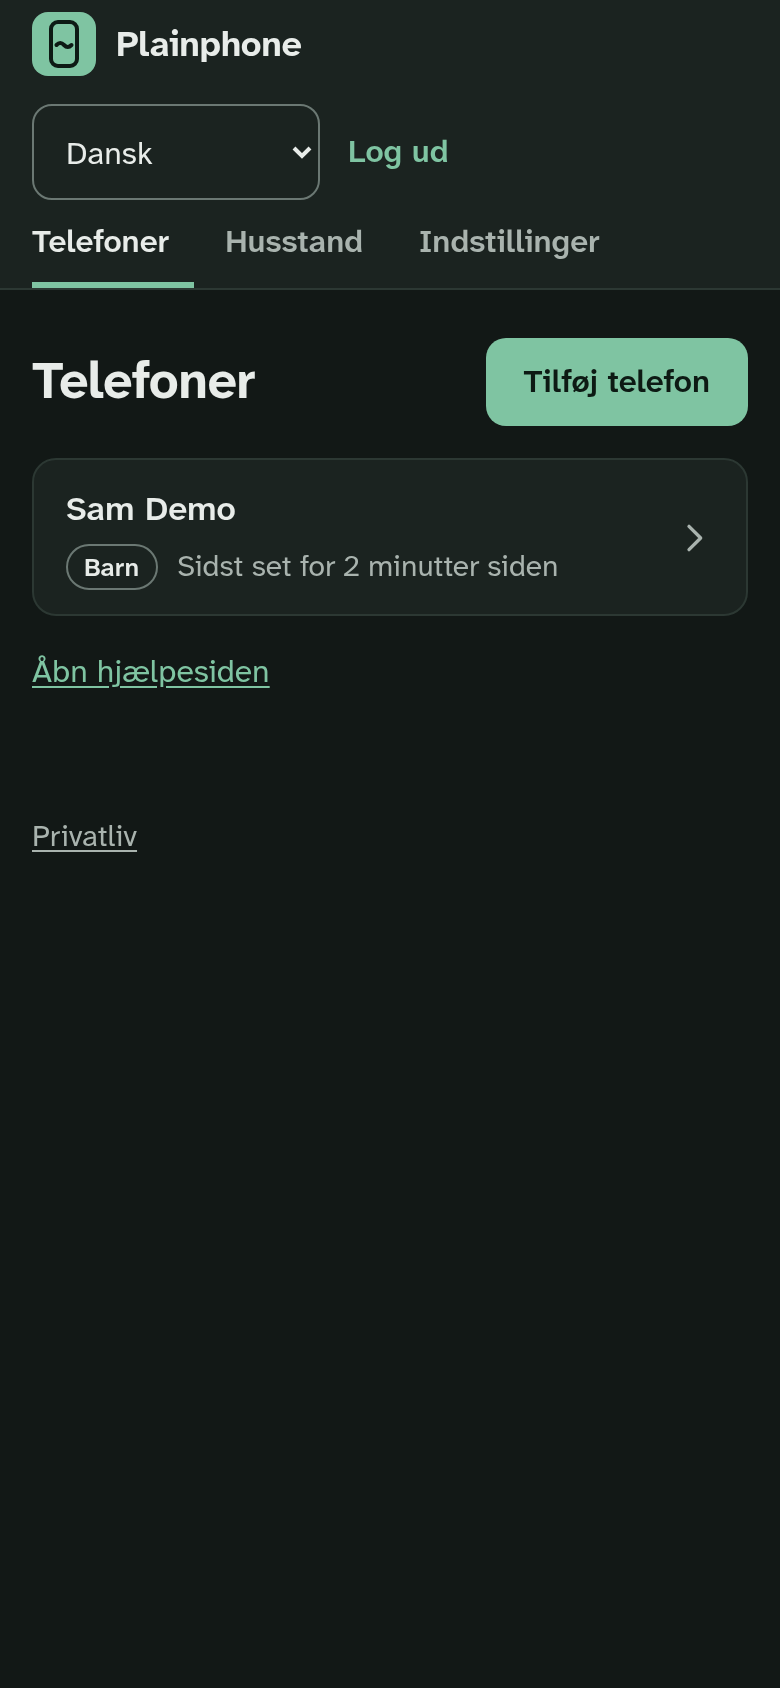 Plainphone
Dansk
Log ud
Telefoner
Husstand
Indstillinger
Telefoner
Tilføj telefon
Sam Demo
Barn
Sidst set for 2 minutter siden
Åbn hjælpesiden
Privatliv